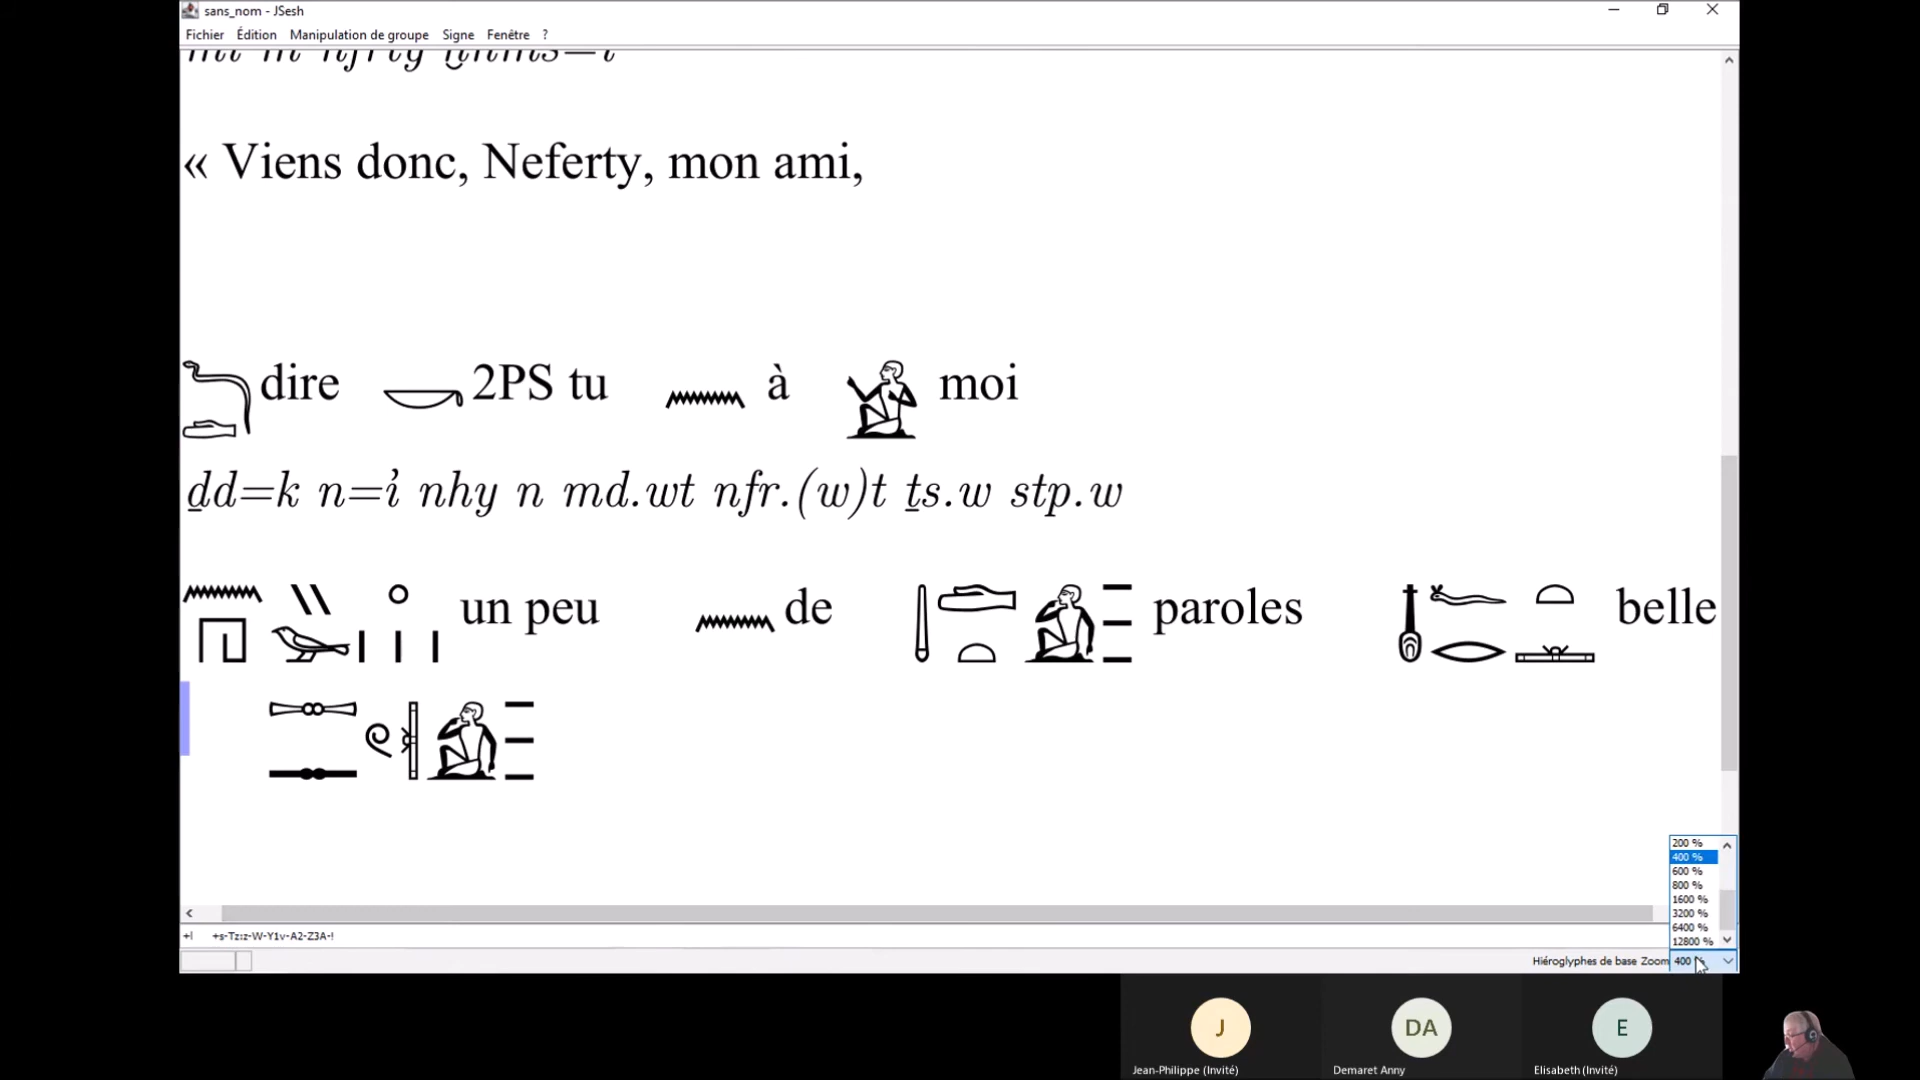 sans_nom - JSesh
Fichier Édition Manipulation de groupe Signe Fenêtre ?
« Viens donc, Neferty, mon ami,
𓆓𓂧 dire 𓎡 2PS tu 𓈖 à 𓀀 moi
ḏd=k n=i҆ nhy n md.wt nfr.(w)t ṯs.w stp.w
un peu 𓈖 de paroles belle
+l +s-Tz:z-W-Y1v-A2-Z3A-!
200 %
400 %
600 %
800 %
1600 %
3200 %
6400 %
12800 %
Hiéroglyphes de base Zoom 400 %
J DA E
Jean-Philippe (Invité) Demaret Anny Elisabeth (Invité)